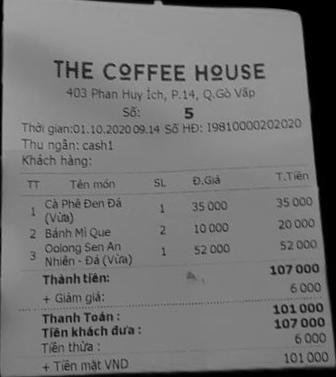 THE COFFEE HOUSE
403 Phan Huy Ích, P.14, Q.Gò Vấp
Số: 5
Thời gian:01.10.2020 09.14 Số HĐ: 19810000202020
Thu ngân: cash1
Khách hàng:
TT Tên món SL Đ.Giá T.Tiền
1 Cà Phê Đen Đá (Vừa) 1 35 000 35 000
2 Bánh Mì Que 2 10 000 20 000
3 Oolong Sen An Nhiên - Đá (Vừa) 1 52 000 52 000
Thành tiền: 107 000
+ Giảm giá: 6 000
Thanh Toán : 101 000
Tiền khách đưa : 107 000
Tiền thừa : 6 000
+ Tiền mặt VND 101 000